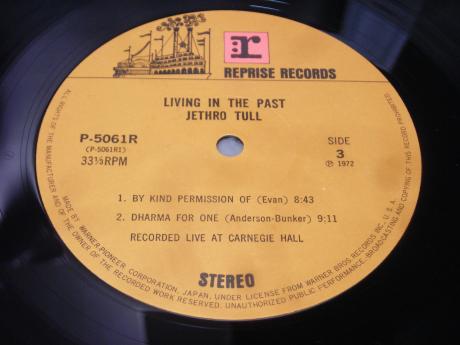 r:
REPRISE RECORDS
LIVING IN THE PAST
JETHRO TULL
P-5061R
(P-5061R1)
33⅓RPM
SIDE
3
Ⓟ 1972
1. BY KIND PERMISSION OF (Evan) 8:43
2. DHARMA FOR ONE (Anderson-Bunker) 9:11
RECORDED LIVE AT CARNEGIE HALL
STEREO
MADE BY WARNER-PIONEER CORPORATION, JAPAN, UNDER LICENSE FROM WARNER BROS. RECORDS INC., U.S.A.
ALL RIGHTS OF THE MANUFACTURER AND OF THE OWNER OF THE RECORDED WORK RESERVED. UNAUTHORIZED PUBLIC PERFORMANCE, BROADCASTING AND COPYING OF THIS RECORD PROHIBITED.